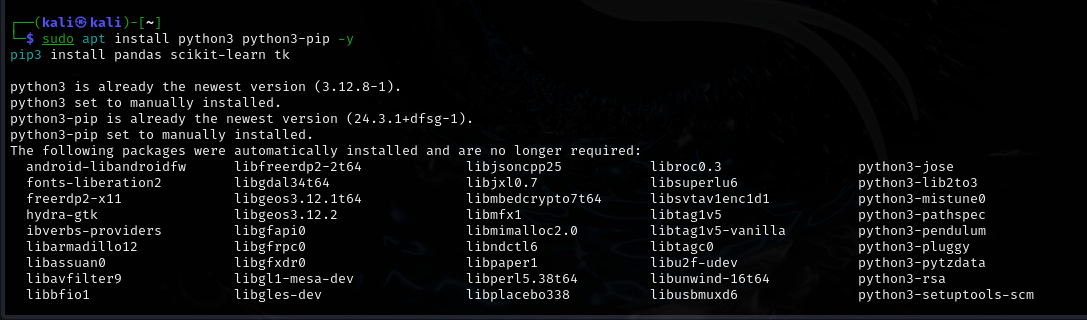 ┌──(kali㉿kali)-[~]
└─$ sudo apt install python3 python3-pip -y
pip3 install pandas scikit-learn tk
python3 is already the newest version (3.12.8-1).
python3 set to manually installed.
python3-pip is already the newest version (24.3.1+dfsg-1).
python3-pip set to manually installed.
The following packages were automatically installed and are no longer required:
android-libandroidfw libfreerdp2-2t64 libjsoncpp25 libroc0.3 python3-jose
fonts-liberation2 libgdal34t64 libjxl0.7 libsuperlu6 python3-lib2to3
freerdp2-x11 libgeos3.12.1t64 libmbedcrypto7t64 libsvtav1enc1d1 python3-mistune0
hydra-gtk libgeos3.12.2 libmfx1 libtag1v5 python3-pathspec
ibverbs-providers libgfapi0 libmimalloc2.0 libtag1v5-vanilla python3-pendulum
libarmadillo12 libgfrpc0 libndctl6 libtagc0 python3-pluggy
libassuan0 libgfxdr0 libpaper1 libu2f-udev python3-pytzdata
libavfilter9 libgl1-mesa-dev libperl5.38t64 libunwind-16t64 python3-rsa
libbfio1 libgles-dev libplacebo338 libusbmuxd6 python3-setuptools-scm